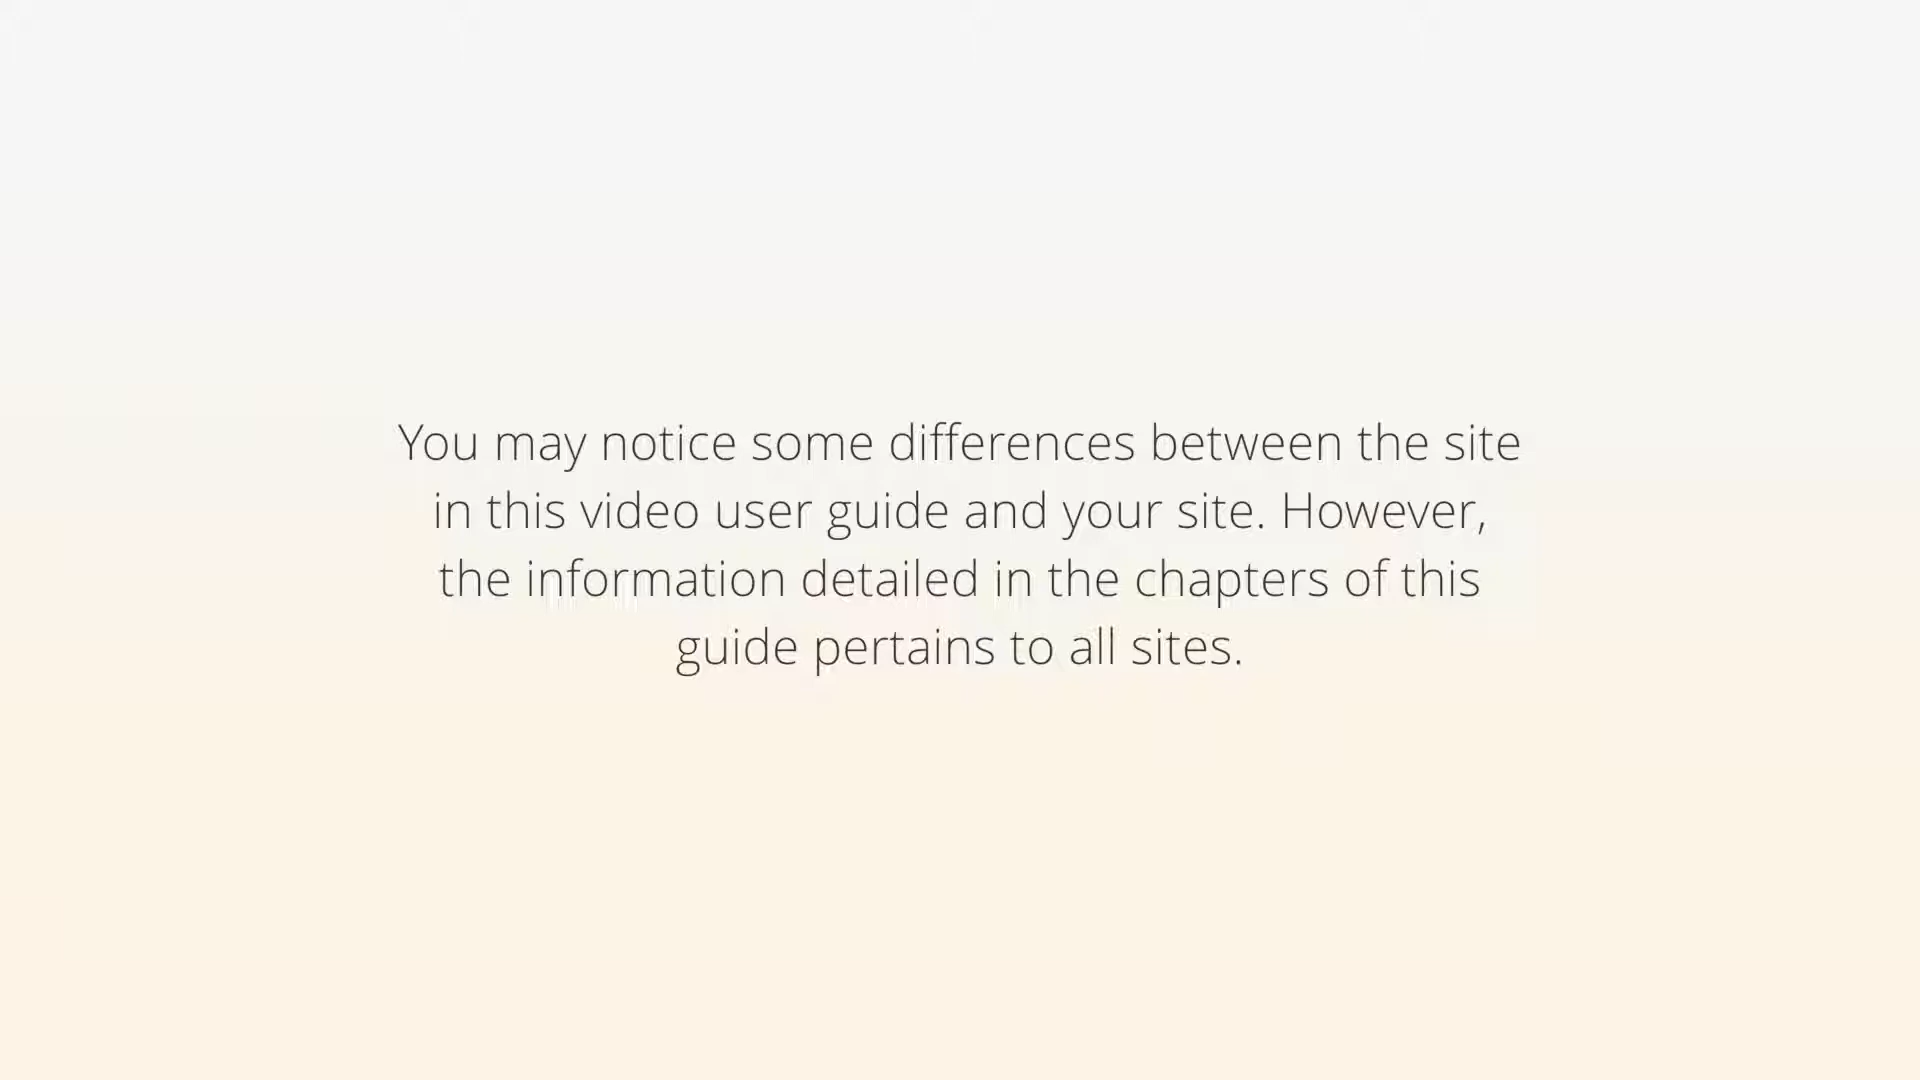 You may notice some differences between the site
in this video user guide and your site. However,
the information detailed in the chapters of this
guide pertains to all sites.